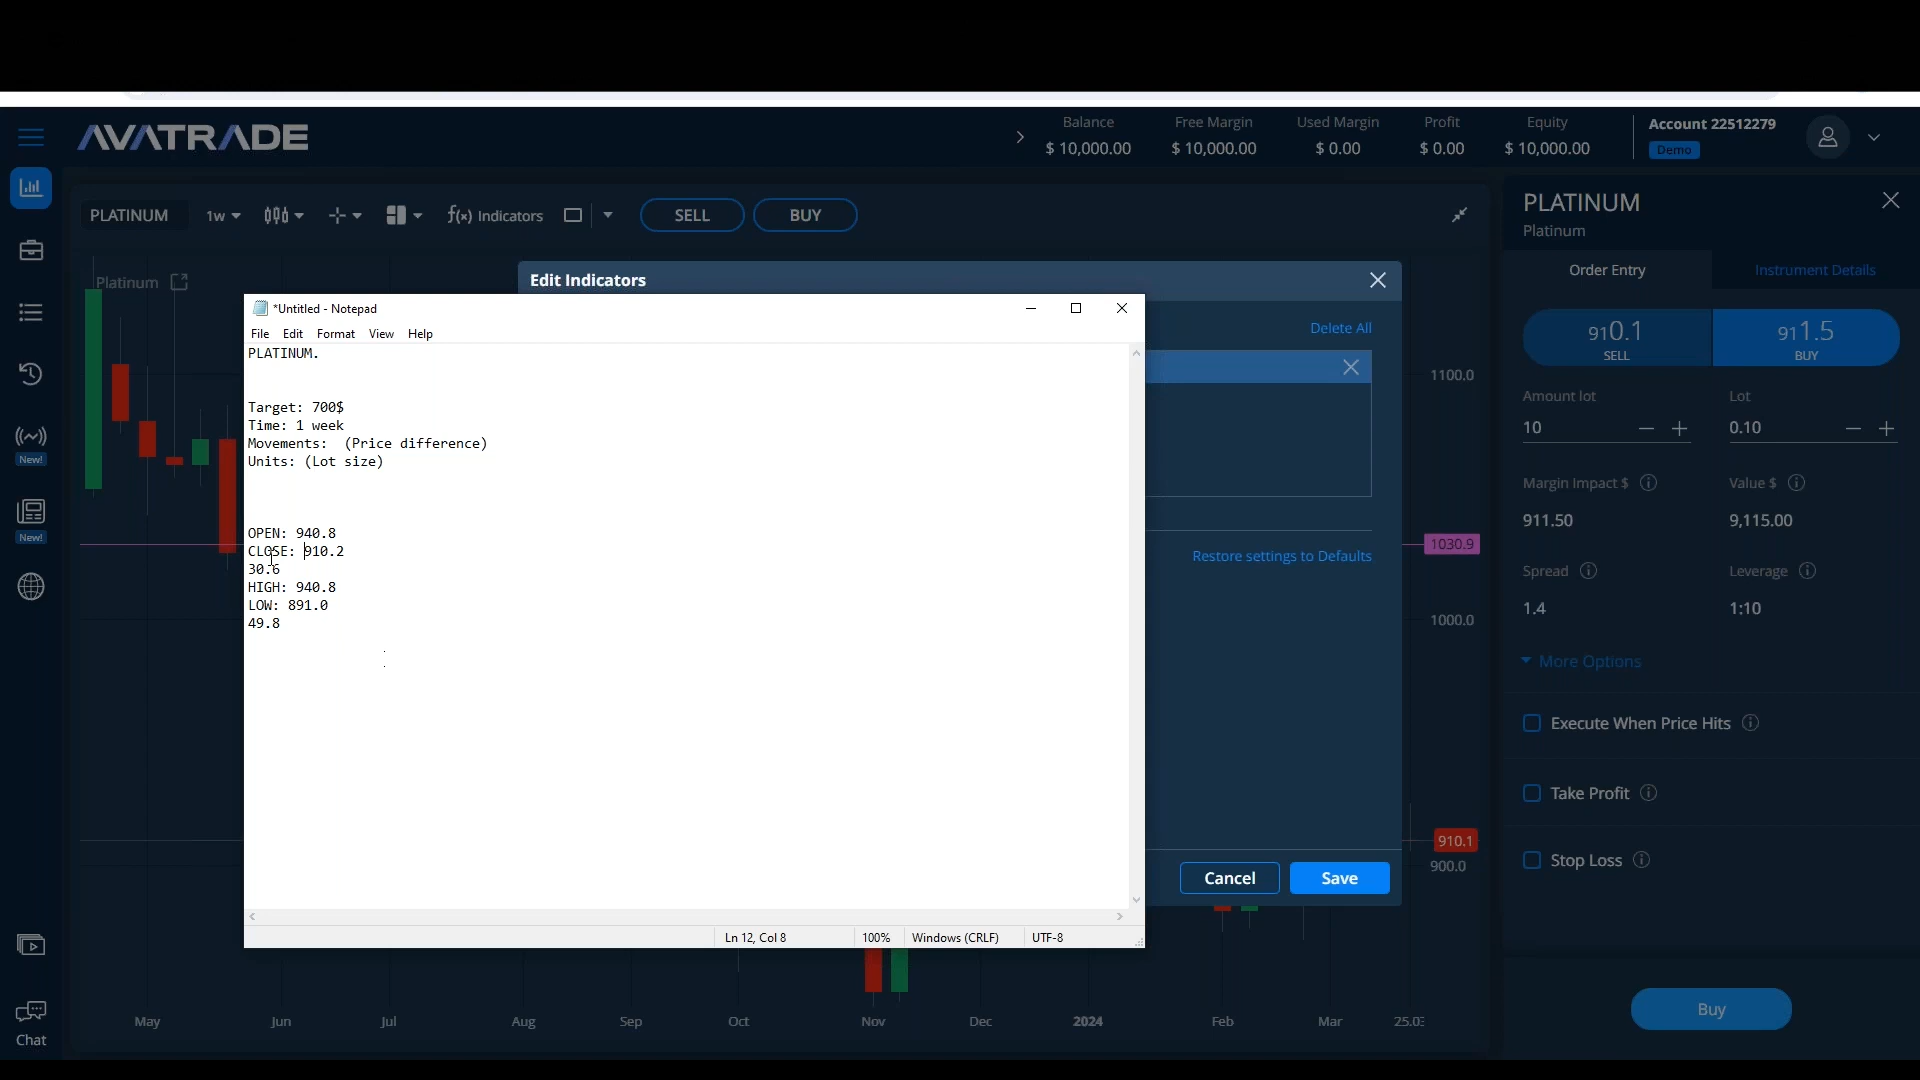 AVATRADE
Balance
$ 10,000.00
Free Margin
$ 10,000.00
Used Margin
$ 0.00
Profit
$ 0.00
Equity
$ 10,000.00
Account 22512279
Demo
PLATINUM
1w
f(x) Indicators
SELL
BUY
Platinum
Edit Indicators
Delete All
Restore settings to Defaults
Cancel
Save
*Untitled - Notepad
File Edit Format View Help
PLATINUM.
Target: 700$
Time: 1 week
Movements: (Price difference)
Units: (Lot size)
OPEN: 940.8
CLOSE: 910.2
30.6
HIGH: 940.8
LOW: 891.0
49.8
Ln 12, Col 8
100%
Windows (CRLF)
UTF-8
New!
New!
Chat
1100.0
1030.9
1000.0
910.1
900.0
May Jun Jul Aug Sep Oct Nov Dec 2024 Feb Mar
PLATINUM
Platinum
Order Entry
Instrument Details
910.1
SELL
911.5
BUY
Amount lot
10
Lot
0.10
Margin Impact $
911.50
Value $
9,115.00
Spread
1.4
Leverage
1:10
More Options
Execute When Price Hits
Take Profit
Stop Loss
Buy